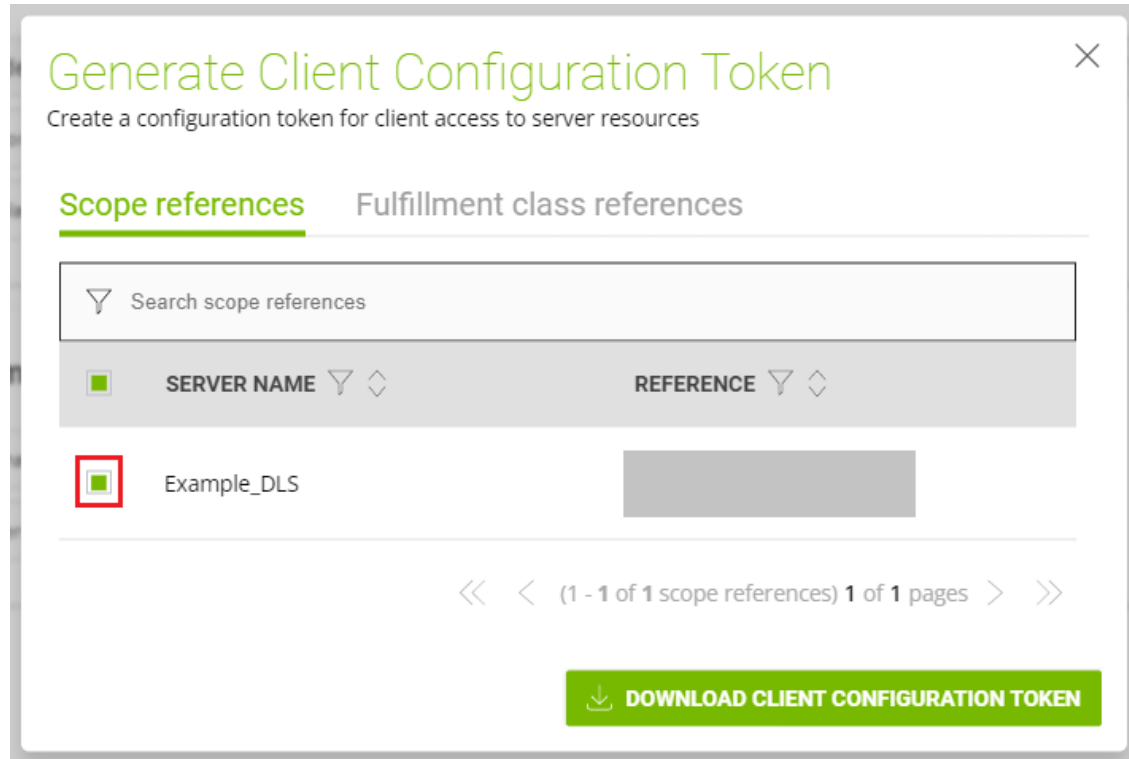 Generate Client Configuration Token
Create a configuration token for client access to server resources
Scope references Fulfillment class references
Search scope references
SERVER NAME REFERENCE
Example_DLS
(1 - 1 of 1 scope references) 1 of 1 pages
DOWNLOAD CLIENT CONFIGURATION TOKEN